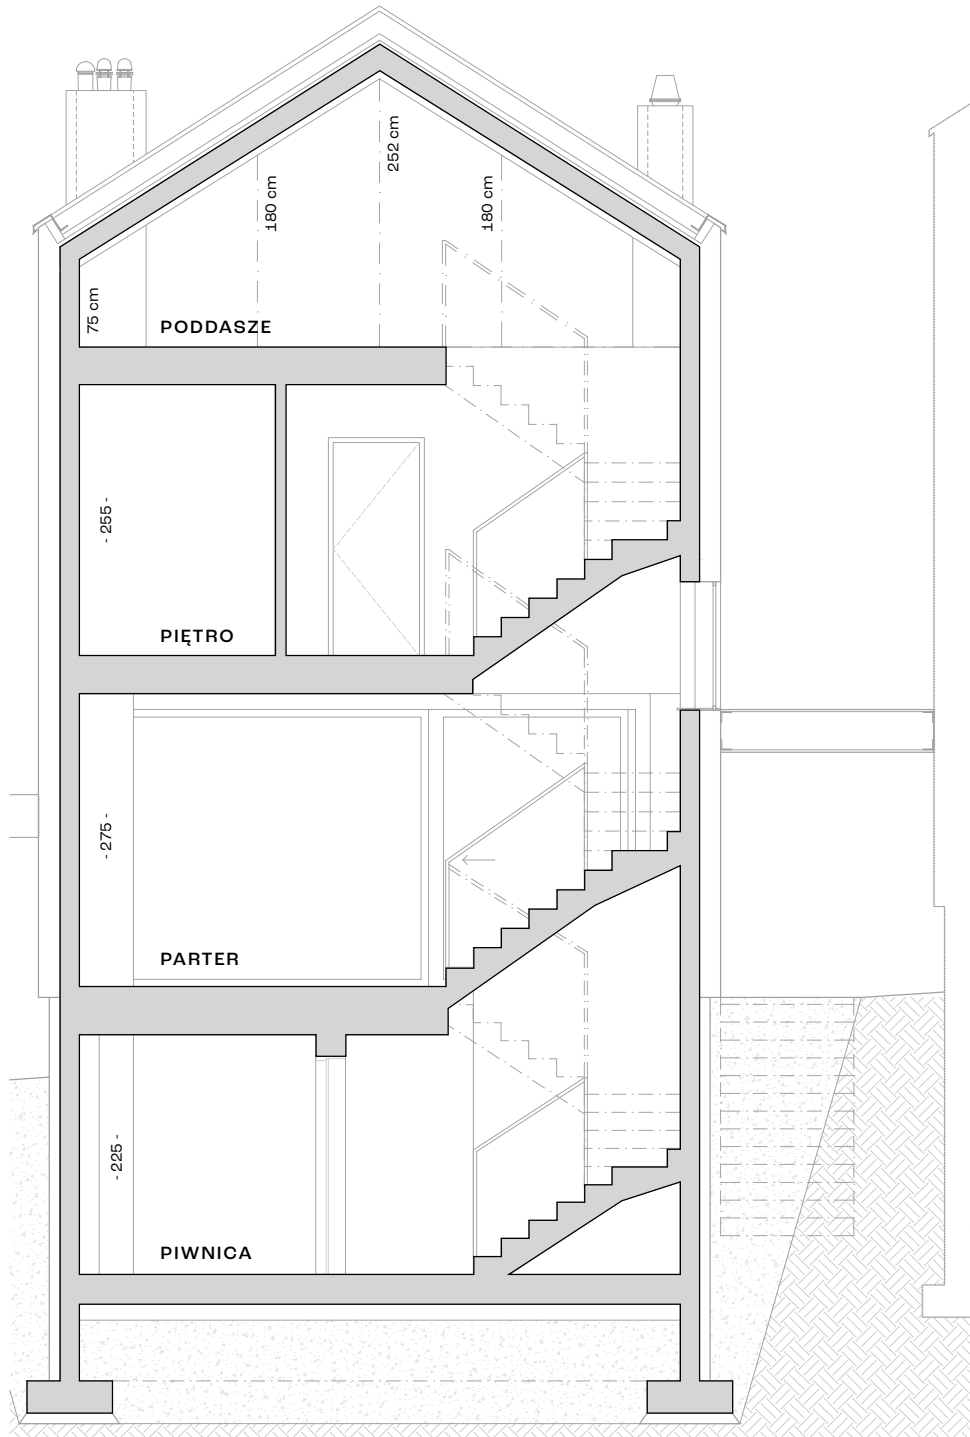 252 cm
180 cm
180 cm
75 cm
PODDASZE
- 255 -
PIĘTRO
- 275 -
PARTER
- 225 -
PIWNICA